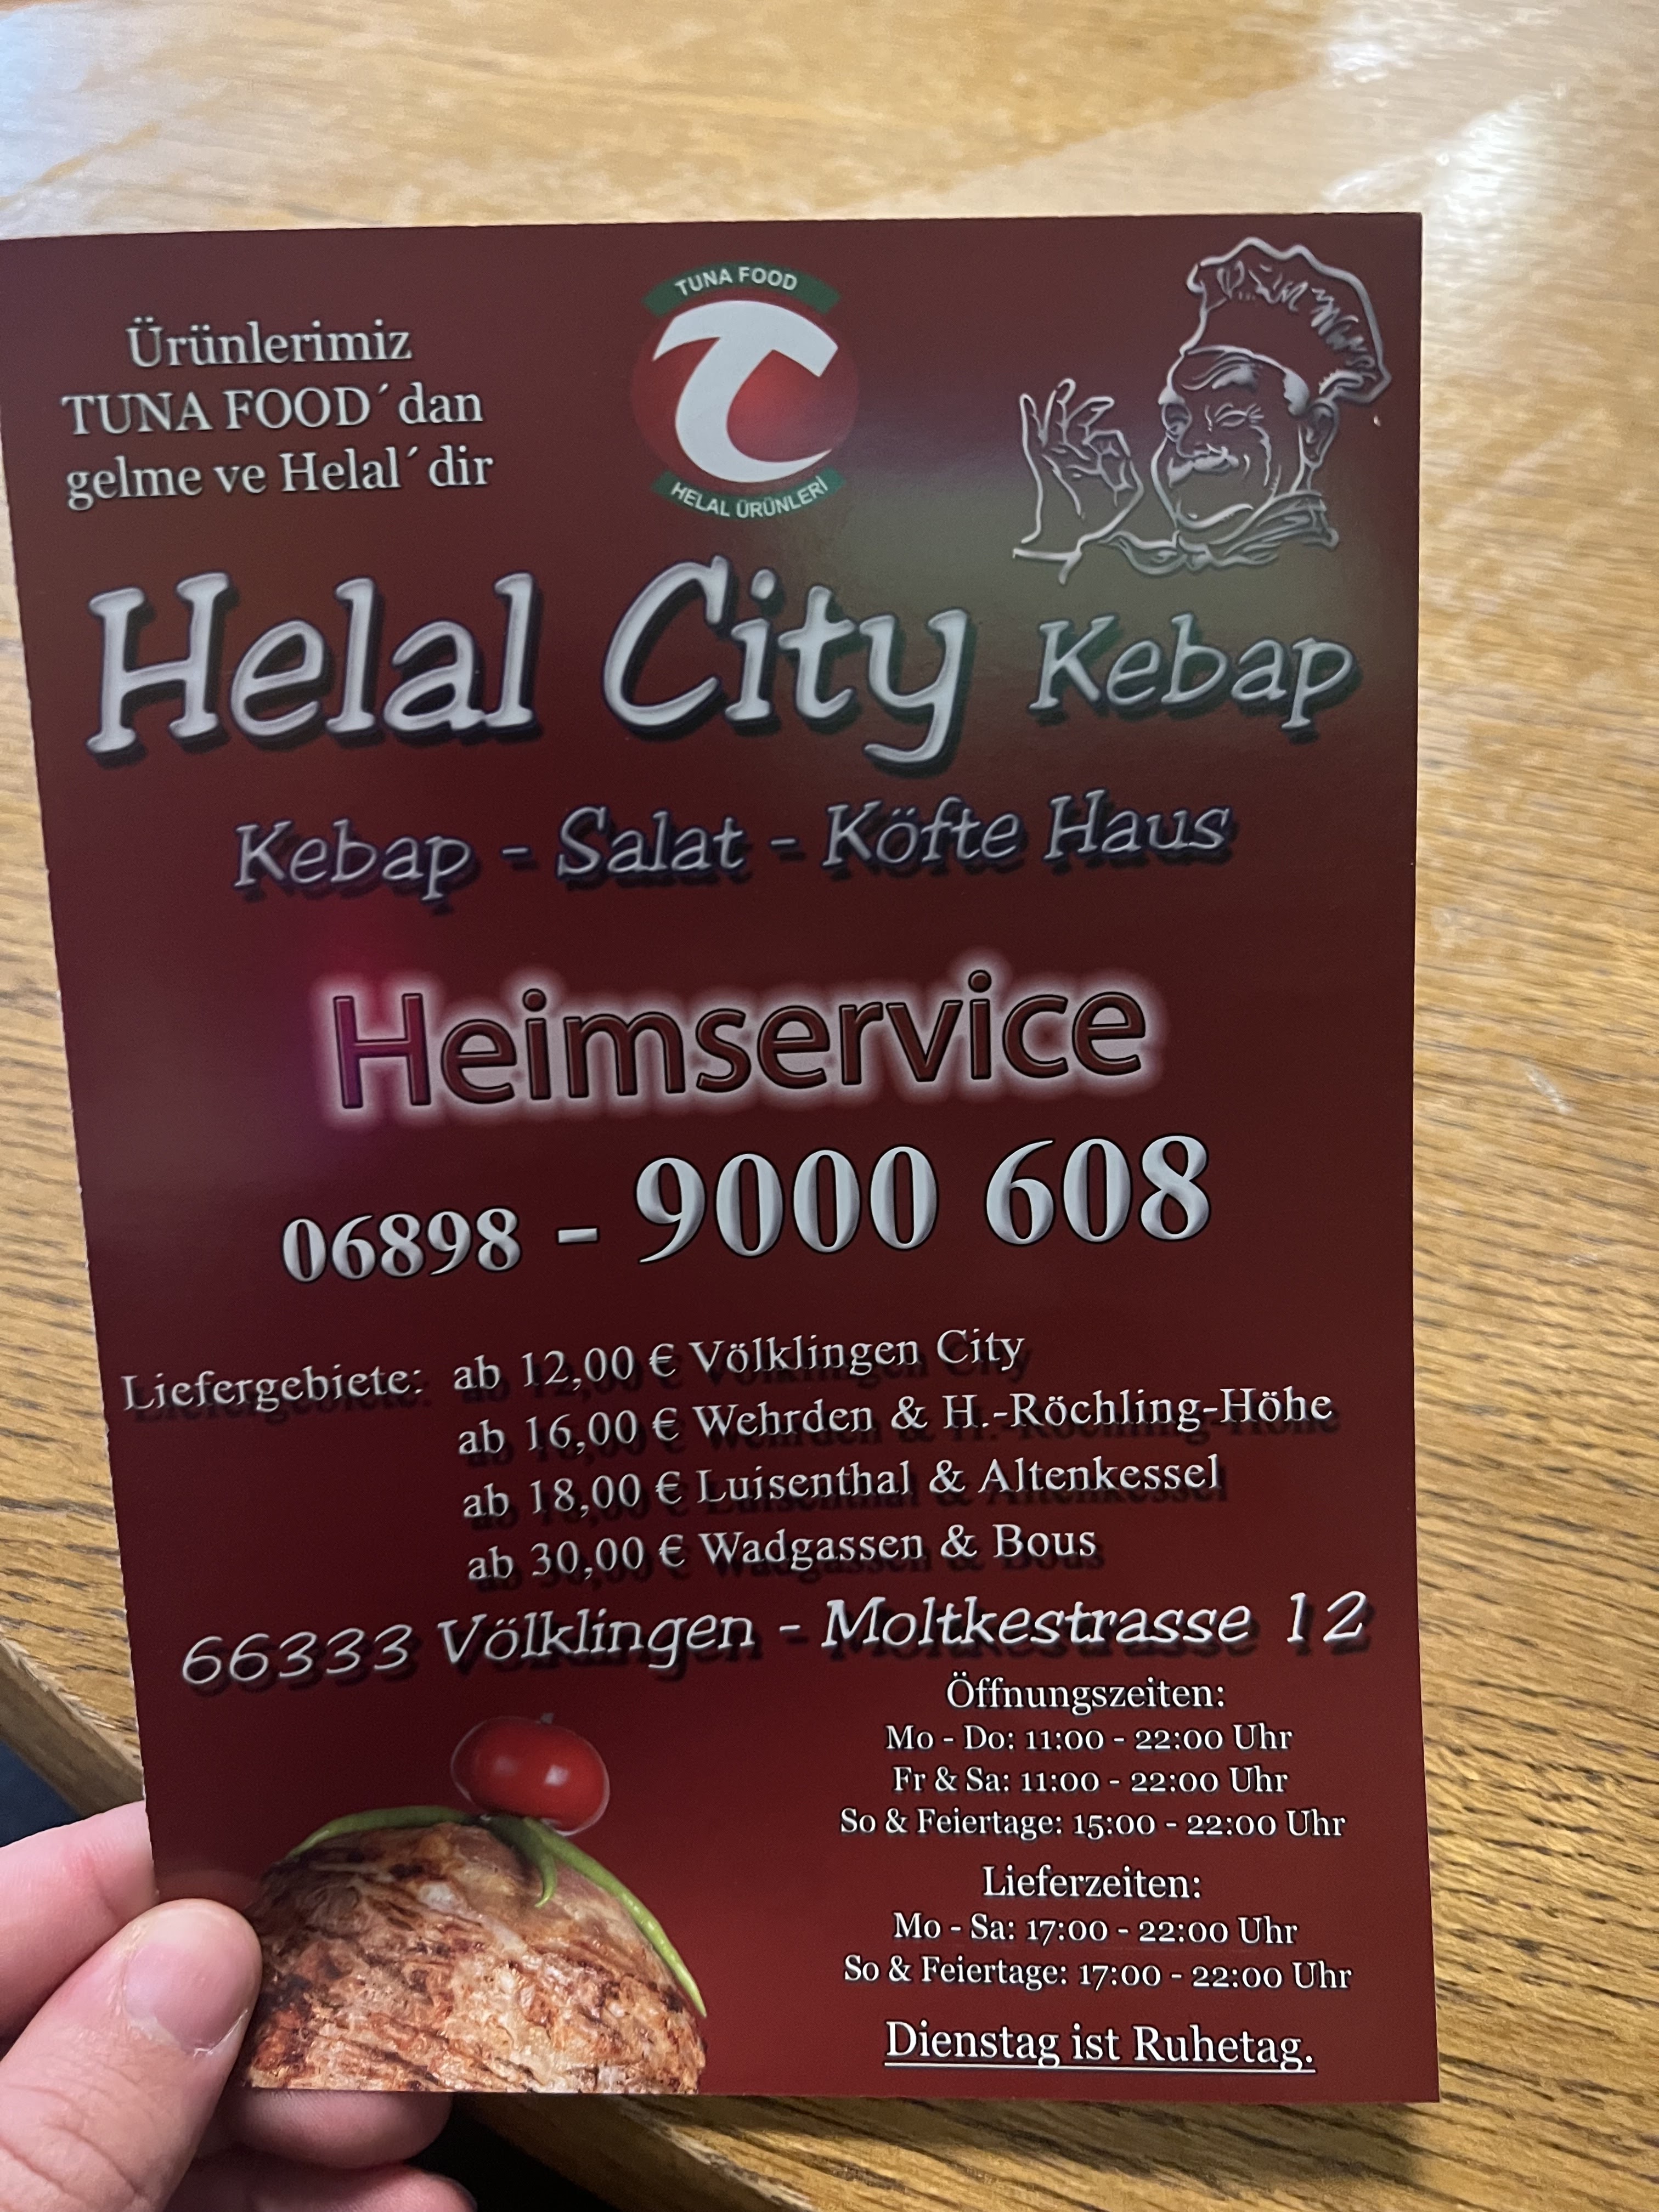 Ürünlerimiz
TUNA FOOD´dan
gelme ve Helal´dir
TUNA FOOD
HELAL ÜRÜNLERİ
Helal City Kebap
Kebap - Salat - Köfte Haus
Heimservice
06898 - 9000 608
Liefergebiete: ab 12,00 € Völklingen City
ab 16,00 € Wehrden & H.-Röchling-Höhe
ab 18,00 € Luisenthal & Altenkessel
ab 30,00 € Wadgassen & Bous
66333 Völklingen - Moltkestrasse 12
Öffnungszeiten:
Mo - Do: 11:00 - 22:00 Uhr
Fr & Sa: 11:00 - 22:00 Uhr
So & Feiertage: 15:00 - 22:00 Uhr
Lieferzeiten:
Mo - Sa: 17:00 - 22:00 Uhr
So & Feiertage: 17:00 - 22:00 Uhr
Dienstag ist Ruhetag.